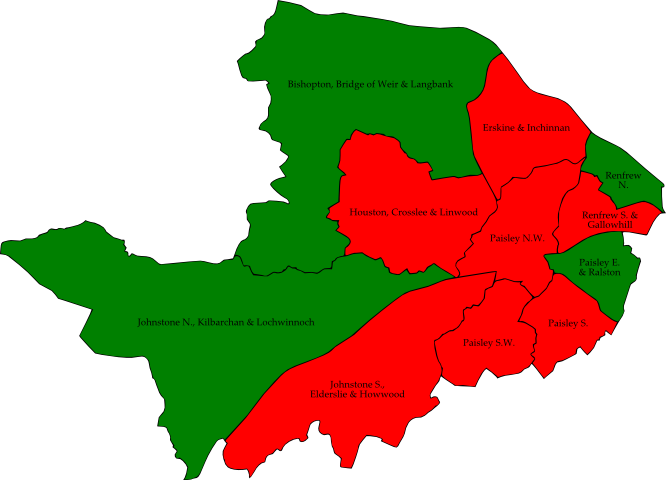 Bishopton, Bridge of Weir & Langbank
Erskine & Inchinnan
Renfrew
N.
Houston, Crosslee & Linwood
Renfrew S. &
Gallowhill
Paisley N.W.
Paisley E.
& Ralston
Johnstone N., Kilbarchan & Lochwinnoch
Paisley S.
Paisley S.W.
Johnstone S.,
Elderslie & Howwood